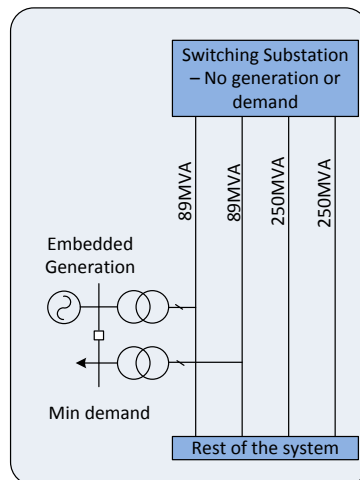 Switching Substation
– No generation or
demand
89MVA
89MVA
250MVA
250MVA
Embedded
Generation
Min demand
Rest of the system